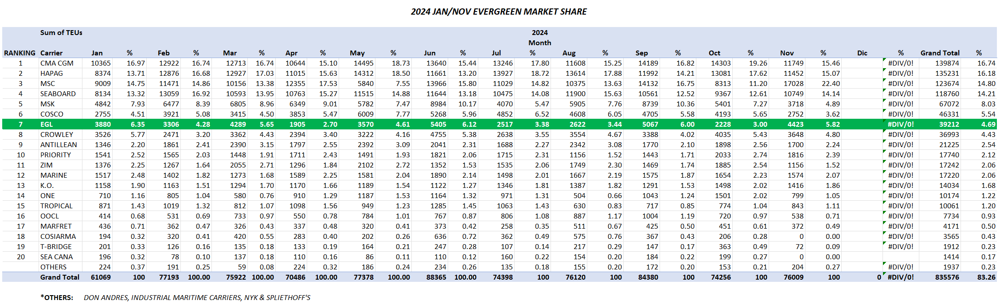 2024 JAN/NOV EVERGREEN MARKET SHARE
Sum of TEUs 2024
Month
RANKING Carrier Jan % Feb % Mar % Apr % May % Jun % Jul % Aug % Sep % Oct % Nov % Dic % Grand Total %
1 CMA CGM 10365 16.97 12922 16.74 12713 16.74 10644 15.10 14495 18.73 13640 15.44 13246 17.80 11608 15.25 14189 16.82 14303 19.26 11749 15.46 #DIV/0! 139874 16.74
2 HAPAG 8374 13.71 12876 16.68 12927 17.03 11015 15.63 14312 18.50 11661 13.20 13927 18.72 13614 17.88 11992 14.21 13081 17.62 11452 15.07 #DIV/0! 135231 16.18
3 MSC 9009 14.75 11471 14.86 10156 13.38 12355 17.53 5840 7.55 13966 15.80 11029 14.82 10375 13.63 14132 16.75 8313 11.20 17028 22.40 #DIV/0! 123674 14.80
4 SEABOARD 8134 13.32 13059 16.92 10593 13.95 10763 15.27 11515 14.88 11644 13.18 10475 14.08 11900 15.63 10561 12.52 9367 12.61 10749 14.14 #DIV/0! 118760 14.21
5 MSK 4842 7.93 6477 8.39 6805 8.96 6349 9.01 5782 7.47 8984 10.17 4070 5.47 5905 7.76 8739 10.36 5401 7.27 3718 4.89 #DIV/0! 67072 8.03
6 COSCO 2755 4.51 3921 5.08 3415 4.50 3853 5.47 6009 7.77 5268 5.96 4852 6.52 4608 6.05 4705 5.58 4193 5.65 2752 3.62 #DIV/0! 46331 5.54
7 EGL 3880 6.35 3306 4.28 4289 5.65 1905 2.70 3570 4.61 5405 6.12 2517 3.38 2622 3.44 5067 6.00 2228 3.00 4423 5.82 #DIV/0! 39212 4.69
8 CROWLEY 3526 5.77 2471 3.20 3362 4.43 2394 3.40 3222 4.16 4755 5.38 2638 3.55 3554 4.67 3388 4.02 4035 5.43 3648 4.80 #DIV/0! 36993 4.43
9 ANTILLEAN 1346 2.20 1861 2.41 2390 3.15 1797 2.55 2392 3.09 2041 2.31 1688 2.27 2342 3.08 1770 2.10 1898 2.56 1700 2.24 #DIV/0! 21225 2.54
10 PRIORITY 1541 2.52 1565 2.03 1448 1.91 1711 2.43 1491 1.93 1821 2.06 1715 2.31 1156 1.52 1443 1.71 2033 2.74 1816 2.39 #DIV/0! 17740 2.12
11 ZIM 1376 2.25 1267 1.64 2055 2.71 1296 1.84 2102 2.72 1352 1.53 1535 2.06 1749 2.30 1469 1.74 1885 2.54 1156 1.52 #DIV/0! 17242 2.06
12 MARINE 1517 2.48 1402 1.82 1273 1.68 1589 2.25 1581 2.04 1890 2.14 1498 2.01 1667 2.19 1575 1.87 1654 2.23 1574 2.07 #DIV/0! 17220 2.06
13 K.O. 1158 1.90 1163 1.51 1294 1.70 1170 1.66 1189 1.54 1122 1.27 1346 1.81 1387 1.82 1291 1.53 1498 2.02 1416 1.86 #DIV/0! 14034 1.68
14 ONE 710 1.16 805 1.04 580 0.76 910 1.29 1187 1.53 1164 1.32 971 1.31 504 0.66 1043 1.24 1501 2.02 799 1.05 #DIV/0! 10174 1.22
15 TROPICAL 871 1.43 1019 1.32 812 1.07 1098 1.56 949 1.23 1285 1.45 1063 1.43 630 0.83 717 0.85 774 1.04 843 1.11 #DIV/0! 10061 1.20
16 OOCL 414 0.68 531 0.69 733 0.97 550 0.78 784 1.01 767 0.87 806 1.08 887 1.17 1004 1.19 720 0.97 538 0.71 #DIV/0! 7734 0.93
17 MARFRET 436 0.71 362 0.47 326 0.43 337 0.48 320 0.41 373 0.42 258 0.35 511 0.67 425 0.50 451 0.61 372 0.49 #DIV/0! 4171 0.50
18 COSIARMA 194 0.32 320 0.41 420 0.55 283 0.40 202 0.26 636 0.72 362 0.49 575 0.76 367 0.43 206 0.28 0 0.00 #DIV/0! 3565 0.43
19 T-BRIDGE 201 0.33 126 0.16 135 0.18 133 0.19 164 0.21 247 0.28 107 0.14 217 0.29 147 0.17 363 0.49 72 0.09 #DIV/0! 1912 0.23
20 SEA CANA 196 0.32 78 0.10 137 0.18 110 0.16 86 0.11 110 0.12 160 0.22 154 0.20 184 0.22 199 0.27 0 0.00 1414 0.17
OTHERS 224 0.37 191 0.25 59 0.08 224 0.32 186 0.24 234 0.26 135 0.18 155 0.20 172 0.20 153 0.21 204 0.27 #DIV/0! 1937 0.23
Grand Total 61069 100 77193 100.00 75922 100.00 70486 100.00 77378 100.00 88365 100.00 74398 100 76120 100 84380 100 74256 100 76009 100 0 #DIV/0! 835576 83.26
*OTHERS: DON ANDRES, INDUSTRIAL MARITIME CARRIERS, NYK & SPLIETHOFF'S